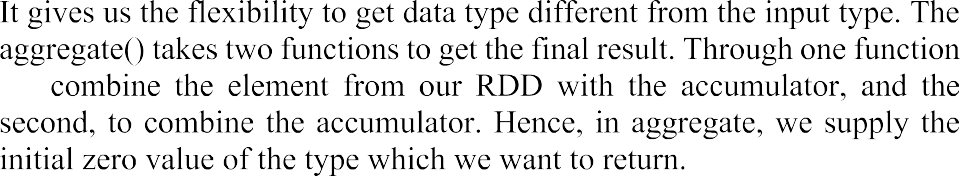 It gives us the flexibility to get data type different from the input type. The
aggregate() takes two functions to get the final result. Through one function
combine the element from our RDD with the accumulator, and the
second, to combine the accumulator. Hence, in aggregate, we supply the
initial zero value of the type which we want to return.